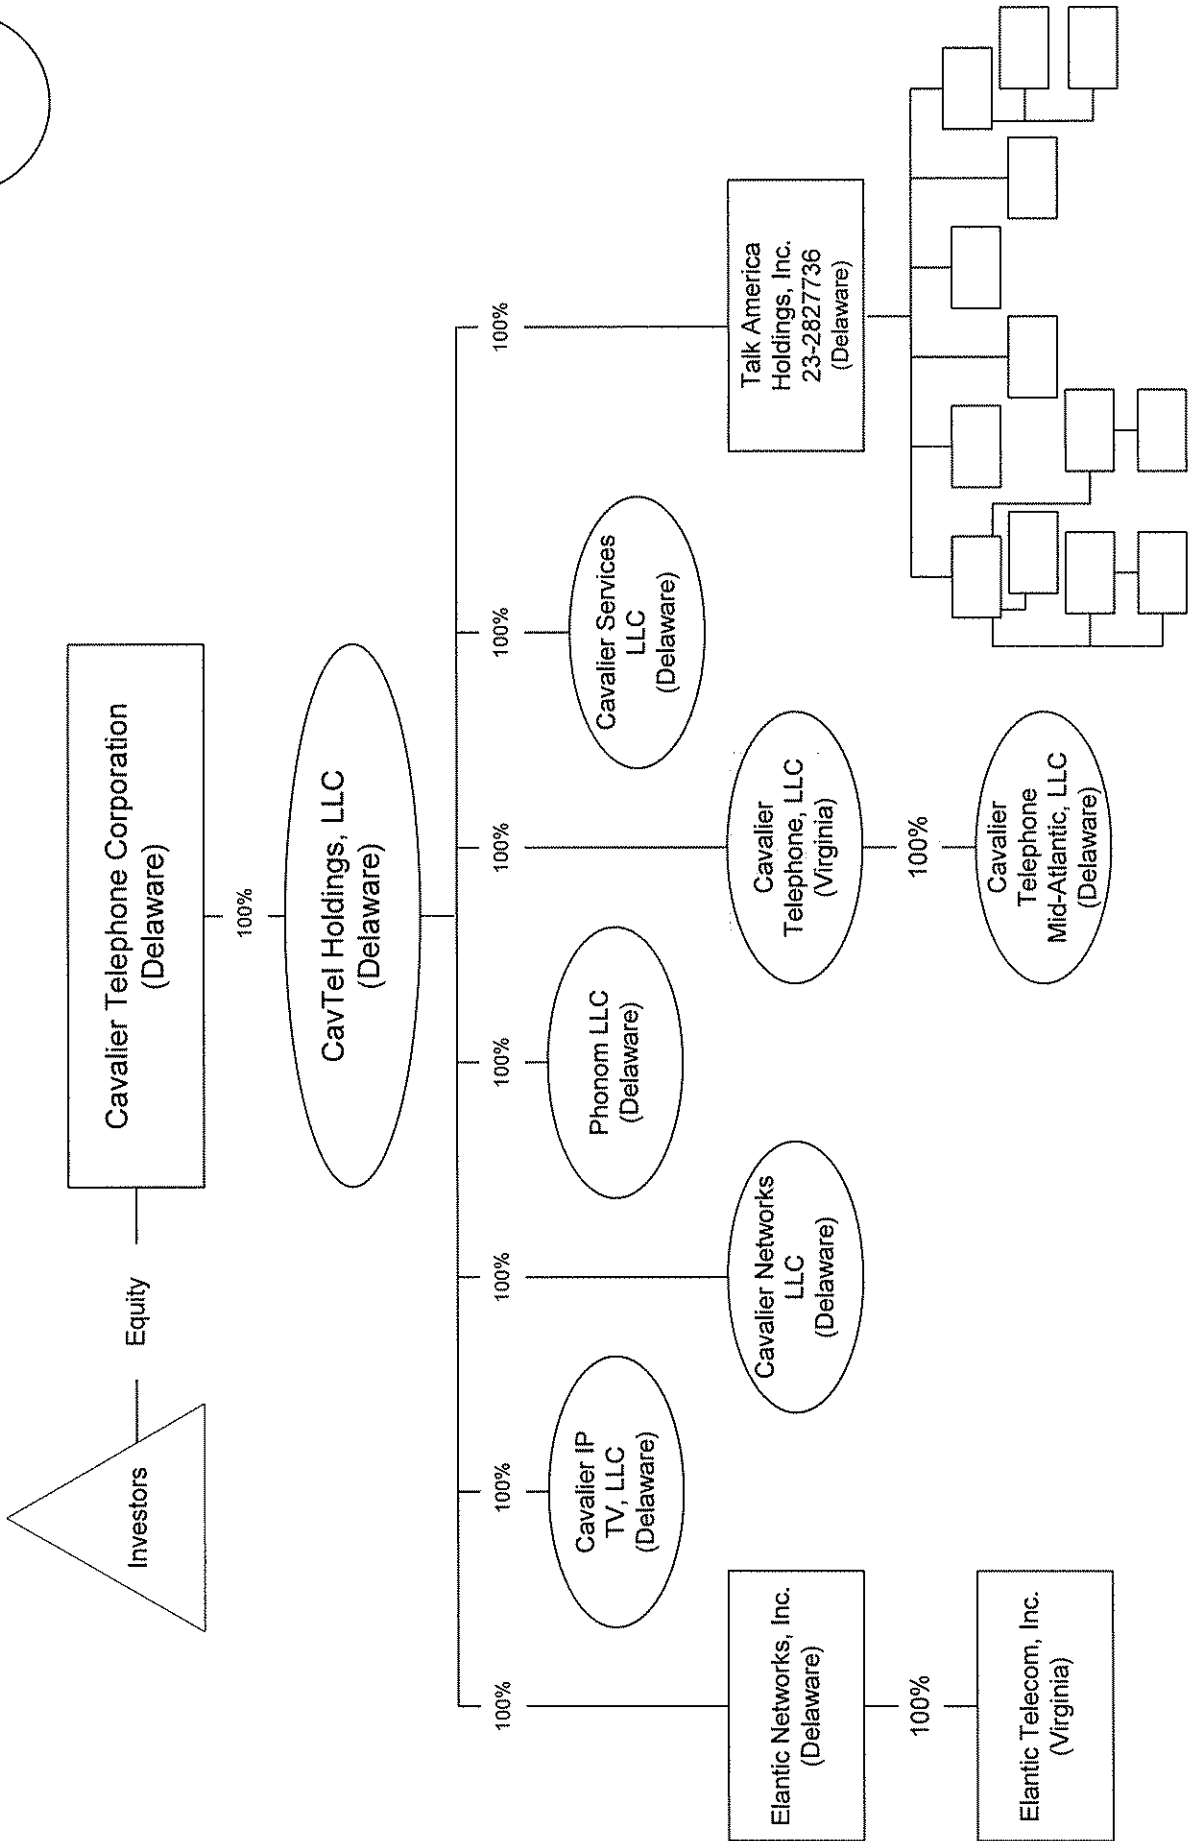 Investors
Equity
Cavalier Telephone Corporation
(Delaware)
100%
CavTel Holdings, LLC
(Delaware)
100%
100%
100%
100%
100%
100%
100%
Elantic Networks, Inc.
(Delaware)
100%
Elantic Telecom, Inc.
(Virginia)
Cavalier IP
TV, LLC
(Delaware)
Cavalier Networks
LLC
(Delaware)
Phonom LLC
(Delaware)
Cavalier
Telephone, LLC
(Virginia)
100%
Cavalier
Telephone
Mid-Atlantic, LLC
(Delaware)
Cavalier Services
LLC
(Delaware)
Talk America
Holdings, Inc.
23-2827736
(Delaware)